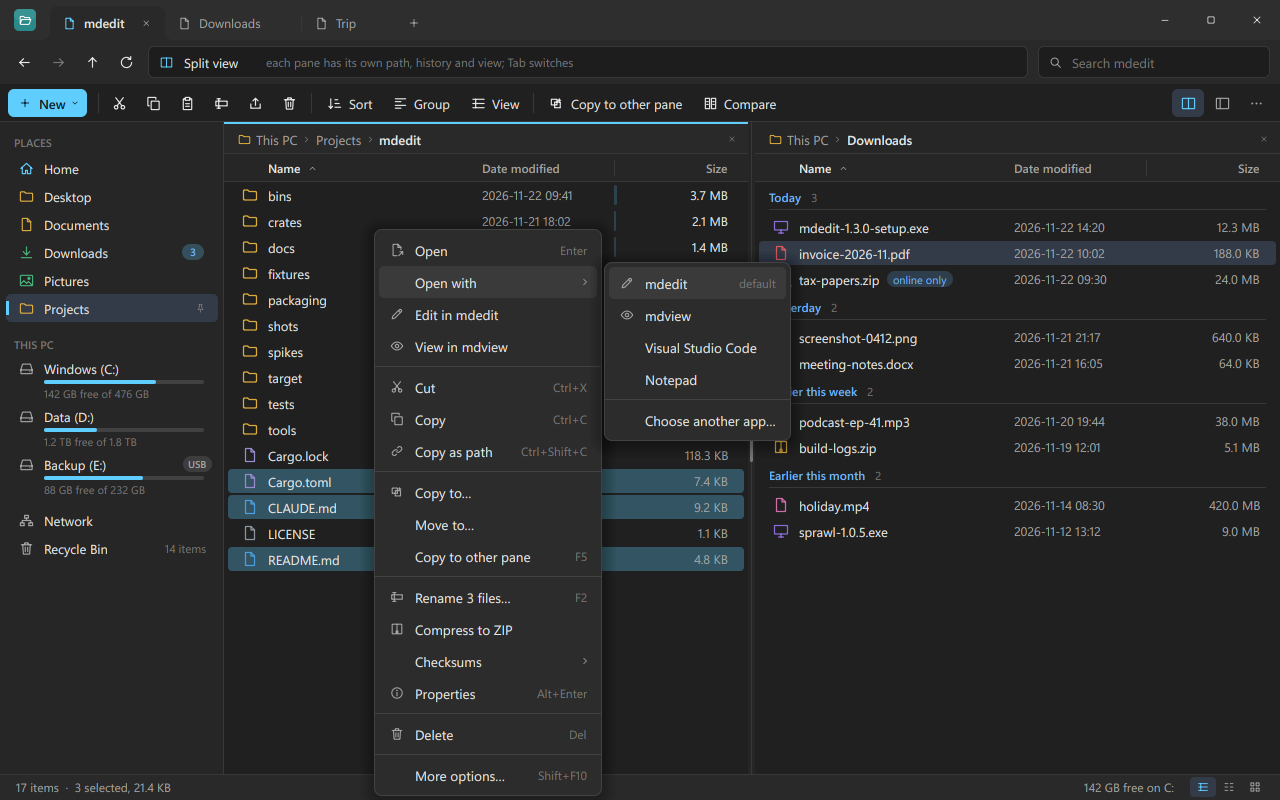 mdedit
Downloads
Trip
Split view
each pane has its own path, history and view; Tab switches
Search mdedit
New
Sort
Group
View
Copy to other pane
Compare
PLACES
Home
Desktop
Documents
Downloads 3
Pictures
Projects
THIS PC
Windows (C:)
142 GB free of 476 GB
Data (D:)
1.2 TB free of 1.8 TB
Backup (E:) USB
88 GB free of 232 GB
Network
Recycle Bin 14 items
This PC > Projects > mdedit
Name Date modified Size
bins 2026-11-22 09:41 3.7 MB
crates 2026-11-21 18:02 2.1 MB
docs 1.4 MB
fixtures
packaging
shots
spikes
target
tests
tools
Cargo.lock 118.3 KB
Cargo.toml 7.4 KB
CLAUDE.md 9.2 KB
LICENSE 1.1 KB
README.md 4.8 KB
Open Enter
Open with
Edit in mdedit
View in mdview
Cut Ctrl+X
Copy Ctrl+C
Copy as path Ctrl+Shift+C
Copy to...
Move to...
Copy to other pane F5
Rename 3 files... F2
Compress to ZIP
Checksums
Properties Alt+Enter
Delete Del
More options... Shift+F10
mdedit default
mdview
Visual Studio Code
Notepad
Choose another app...
This PC > Downloads
Name Date modified Size
Today 3
mdedit-1.3.0-setup.exe 2026-11-22 14:20 12.3 MB
invoice-2026-11.pdf 2026-11-22 10:02 188.0 KB
tax-papers.zip online only 2026-11-22 09:30 24.0 MB
erday 2
screenshot-0412.png 2026-11-21 21:17 640.0 KB
meeting-notes.docx 2026-11-21 16:05 64.0 KB
ier this week 2
podcast-ep-41.mp3 2026-11-20 19:44 38.0 MB
build-logs.zip 2026-11-19 12:01 5.1 MB
Earlier this month 2
holiday.mp4 2026-11-14 08:30 420.0 MB
sprawl-1.0.5.exe 2026-11-12 13:12 9.0 MB
17 items · 3 selected, 21.4 KB
142 GB free on C: